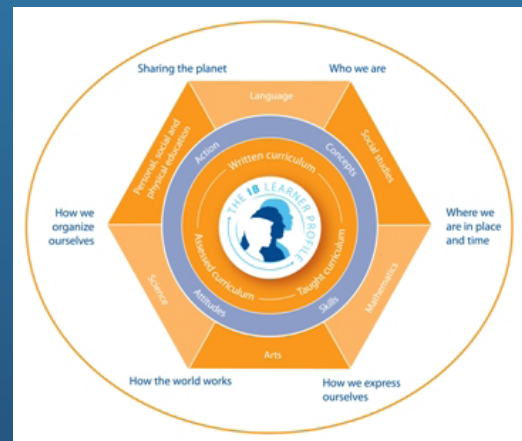 Sharing the planet
Who we are
Language
Personal, social and
physical education
Social studies
Action
Concepts
Written curriculum
THE IB LEARNER PROFILE
How we
organize
ourselves
Where we
are in place
and time
Assessed curriculum
Taught curriculum
Science
Mathematics
Attitudes
Skills
Arts
How the world works
How we express
ourselves